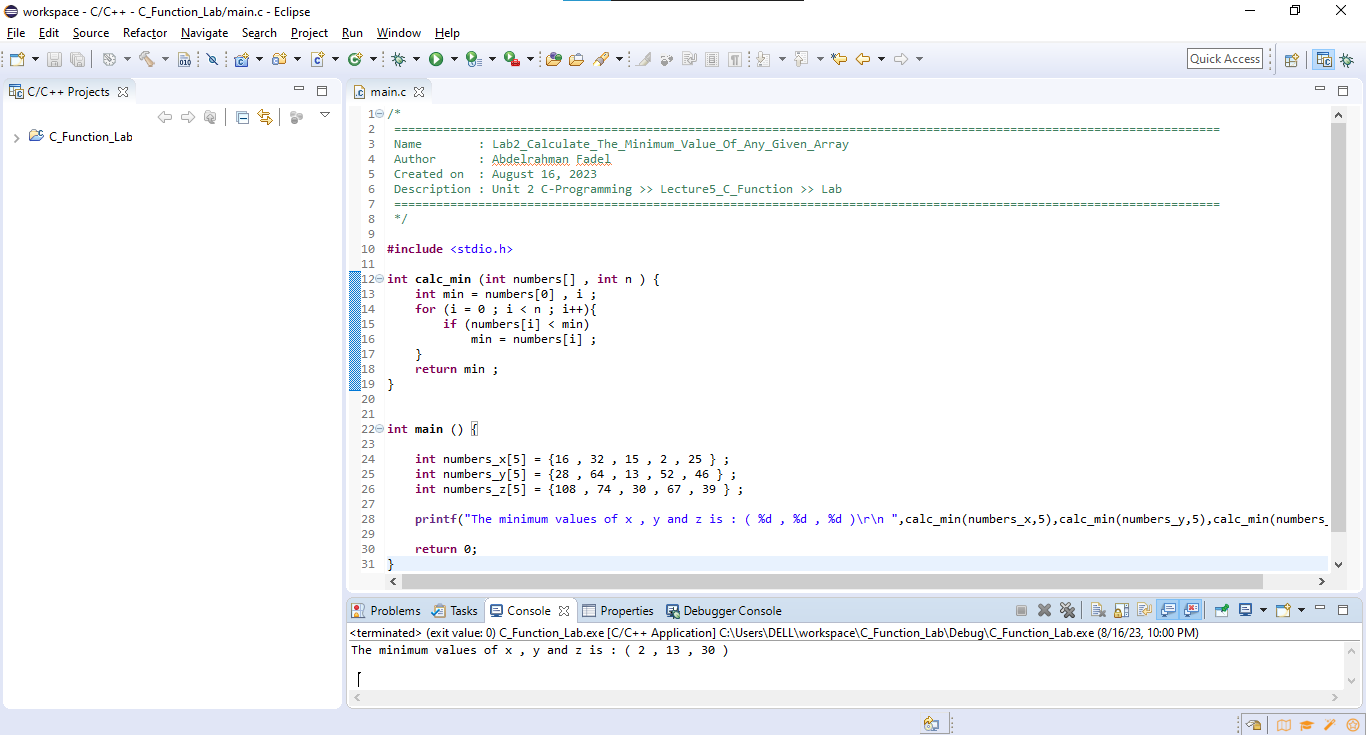 workspace - C/C++ - C_Function_Lab/main.c - Eclipse
File Edit Source Refactor Navigate Search Project Run Window Help
Quick Access
C/C++ Projects
C_Function_Lab
main.c
1 /*
2 ======================================================================================================================
3 Name : Lab2_Calculate_The_Minimum_Value_Of_Any_Given_Array
4 Author : Abdelrahman Fadel
5 Created on : August 16, 2023
6 Description : Unit 2 C-Programming >> Lecture5_C_Function >> Lab
7 ======================================================================================================================
8 */
9
10 #include <stdio.h>
11
12 int calc_min (int numbers[] , int n ) {
13 int min = numbers[0] , i ;
14 for (i = 0 ; i < n ; i++){
15 if (numbers[i] < min)
16 min = numbers[i] ;
17 }
18 return min ;
19 }
20
21
22 int main () {
23
24 int numbers_x[5] = {16 , 32 , 15 , 2 , 25 } ;
25 int numbers_y[5] = {28 , 64 , 13 , 52 , 46 } ;
26 int numbers_z[5] = {108 , 74 , 30 , 67 , 39 } ;
27
28 printf("The minimum values of x , y and z is : ( %d , %d , %d )\r\n ",calc_min(numbers_x,5),calc_min(numbers_y,5),calc_min(numbers_
29
30 return 0;
31 }
Problems Tasks Console Properties Debugger Console
<terminated> (exit value: 0) C_Function_Lab.exe [C/C++ Application] C:\Users\DELL\workspace\C_Function_Lab\Debug\C_Function_Lab.exe (8/16/23, 10:00 PM)
The minimum values of x , y and z is : ( 2 , 13 , 30 )